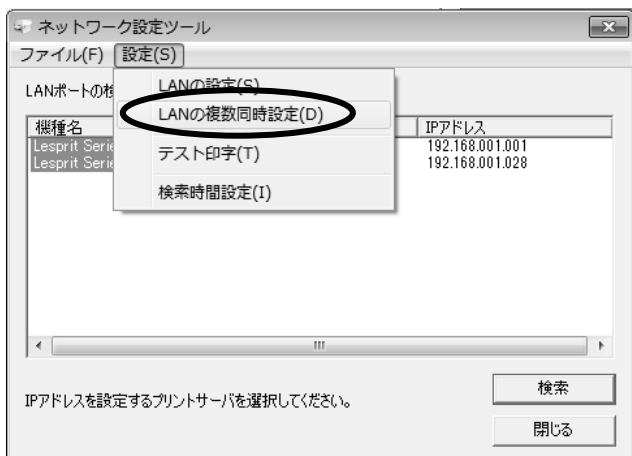 ネットワーク設定ツール
ファイル(F) 設定(S)
LANポートの検
LANの設定(S)
LANの複数同時設定(D)
テスト印字(T)
検索時間設定(I)
機種名 IPアドレス
Lesprit Serie 192.168.001.001
Lesprit Serie 192.168.001.028
IPアドレスを設定するプリントサーバを選択してください。
検索
閉じる